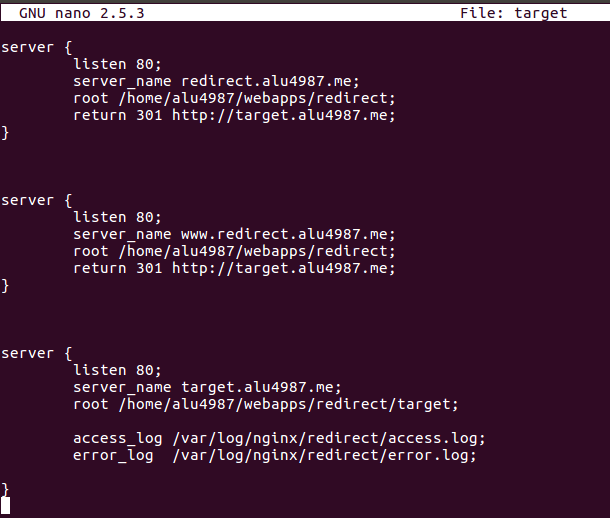 GNU nano 2.5.3 File: target
server {
listen 80;
server_name redirect.alu4987.me;
root /home/alu4987/webapps/redirect;
return 301 http://target.alu4987.me;
}
server {
listen 80;
server_name www.redirect.alu4987.me;
root /home/alu4987/webapps/redirect;
return 301 http://target.alu4987.me;
}
server {
listen 80;
server_name target.alu4987.me;
root /home/alu4987/webapps/redirect/target;
access_log /var/log/nginx/redirect/access.log;
error_log  /var/log/nginx/redirect/error.log;
}